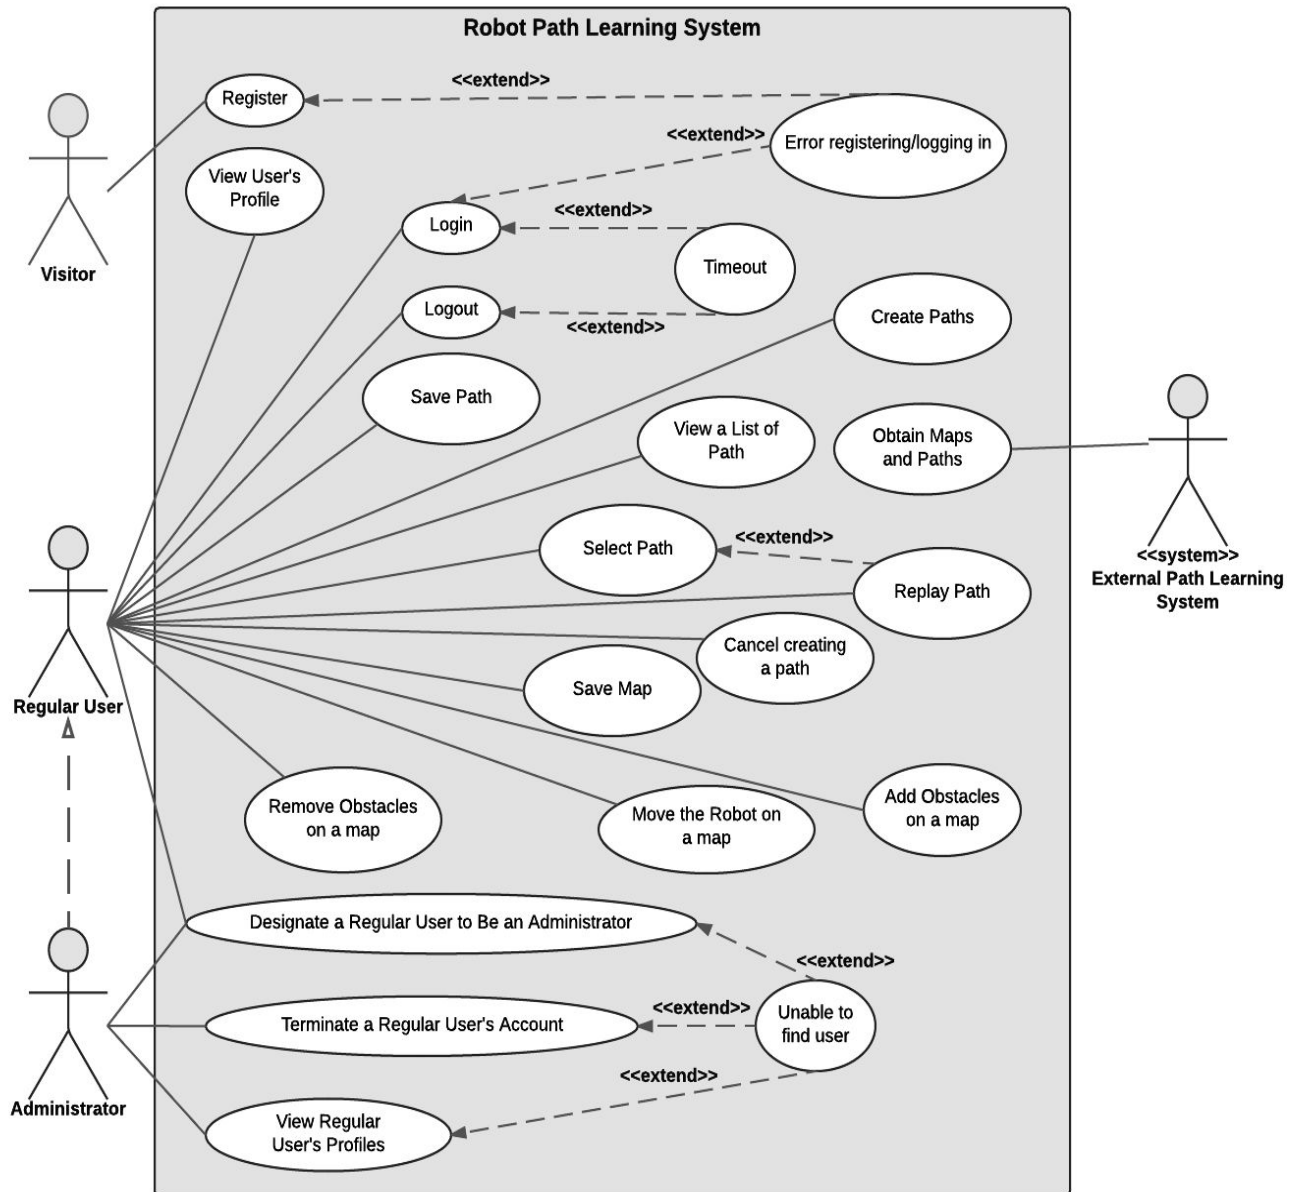 Robot Path Learning System
<<extend>>
Register
<<extend>>
Error registering/logging in
View User's
Profile
Login
<<extend>>
Timeout
Visitor
Logout
<<extend>>
Create Paths
Save Path
View a List of
Path
Obtain Maps
and Paths
Select Path
<<extend>>
Replay Path
<<system>>
External Path Learning
System
Cancel creating
a path
Save Map
Regular User
Remove Obstacles
on a map
Move the Robot on
a map
Add Obstacles
on a map
Designate a Regular User to Be an Administrator
<<extend>>
Terminate a Regular User's Account
<<extend>>
Unable to
find user
<<extend>>
Administrator
View Regular
User's Profiles